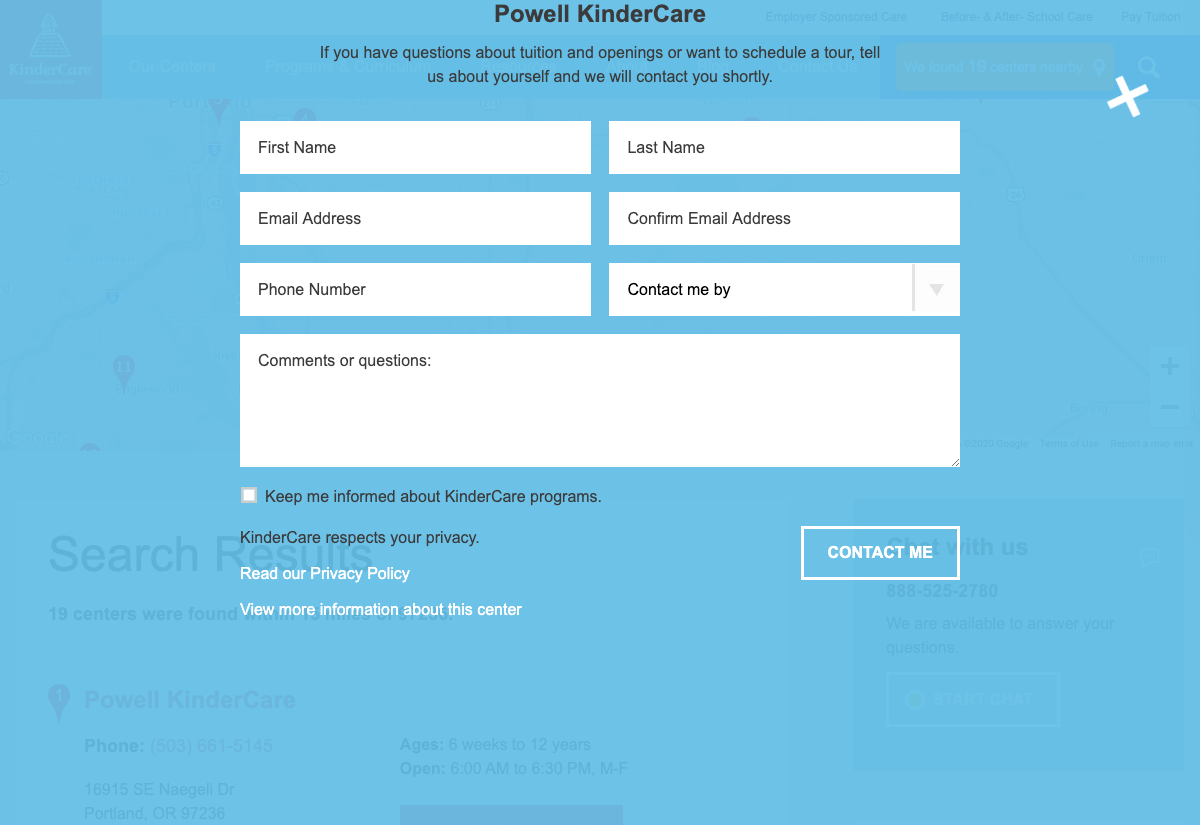 Powell KinderCare
If you have questions about tuition and openings or want to schedule a tour, tell
us about yourself and we will contact you shortly.
Employer Sponsored Care
Before- & After- School Care
Pay Tuition
KinderCare
Our Centers
Programs & Curriculum
Contact Us
We found 19 centers nearby
First Name
Last Name
Email Address
Confirm Email Address
Phone Number
Contact me by
Comments or questions:
11
©2020 Google
Terms of Use
Report a map error
Keep me informed about KinderCare programs.
KinderCare respects your privacy.
Read our Privacy Policy
View more information about this center
CONTACT ME
Search Results
19 centers were found within 15 miles of 97236.
Chat with us
888-525-2780
We are available to answer your
questions.
START CHAT
1
Powell KinderCare
Phone: (503) 661-5145
16915 SE Naegeli Dr
Portland, OR 97236
Ages: 6 weeks to 12 years
Open: 6:00 AM to 6:30 PM, M-F